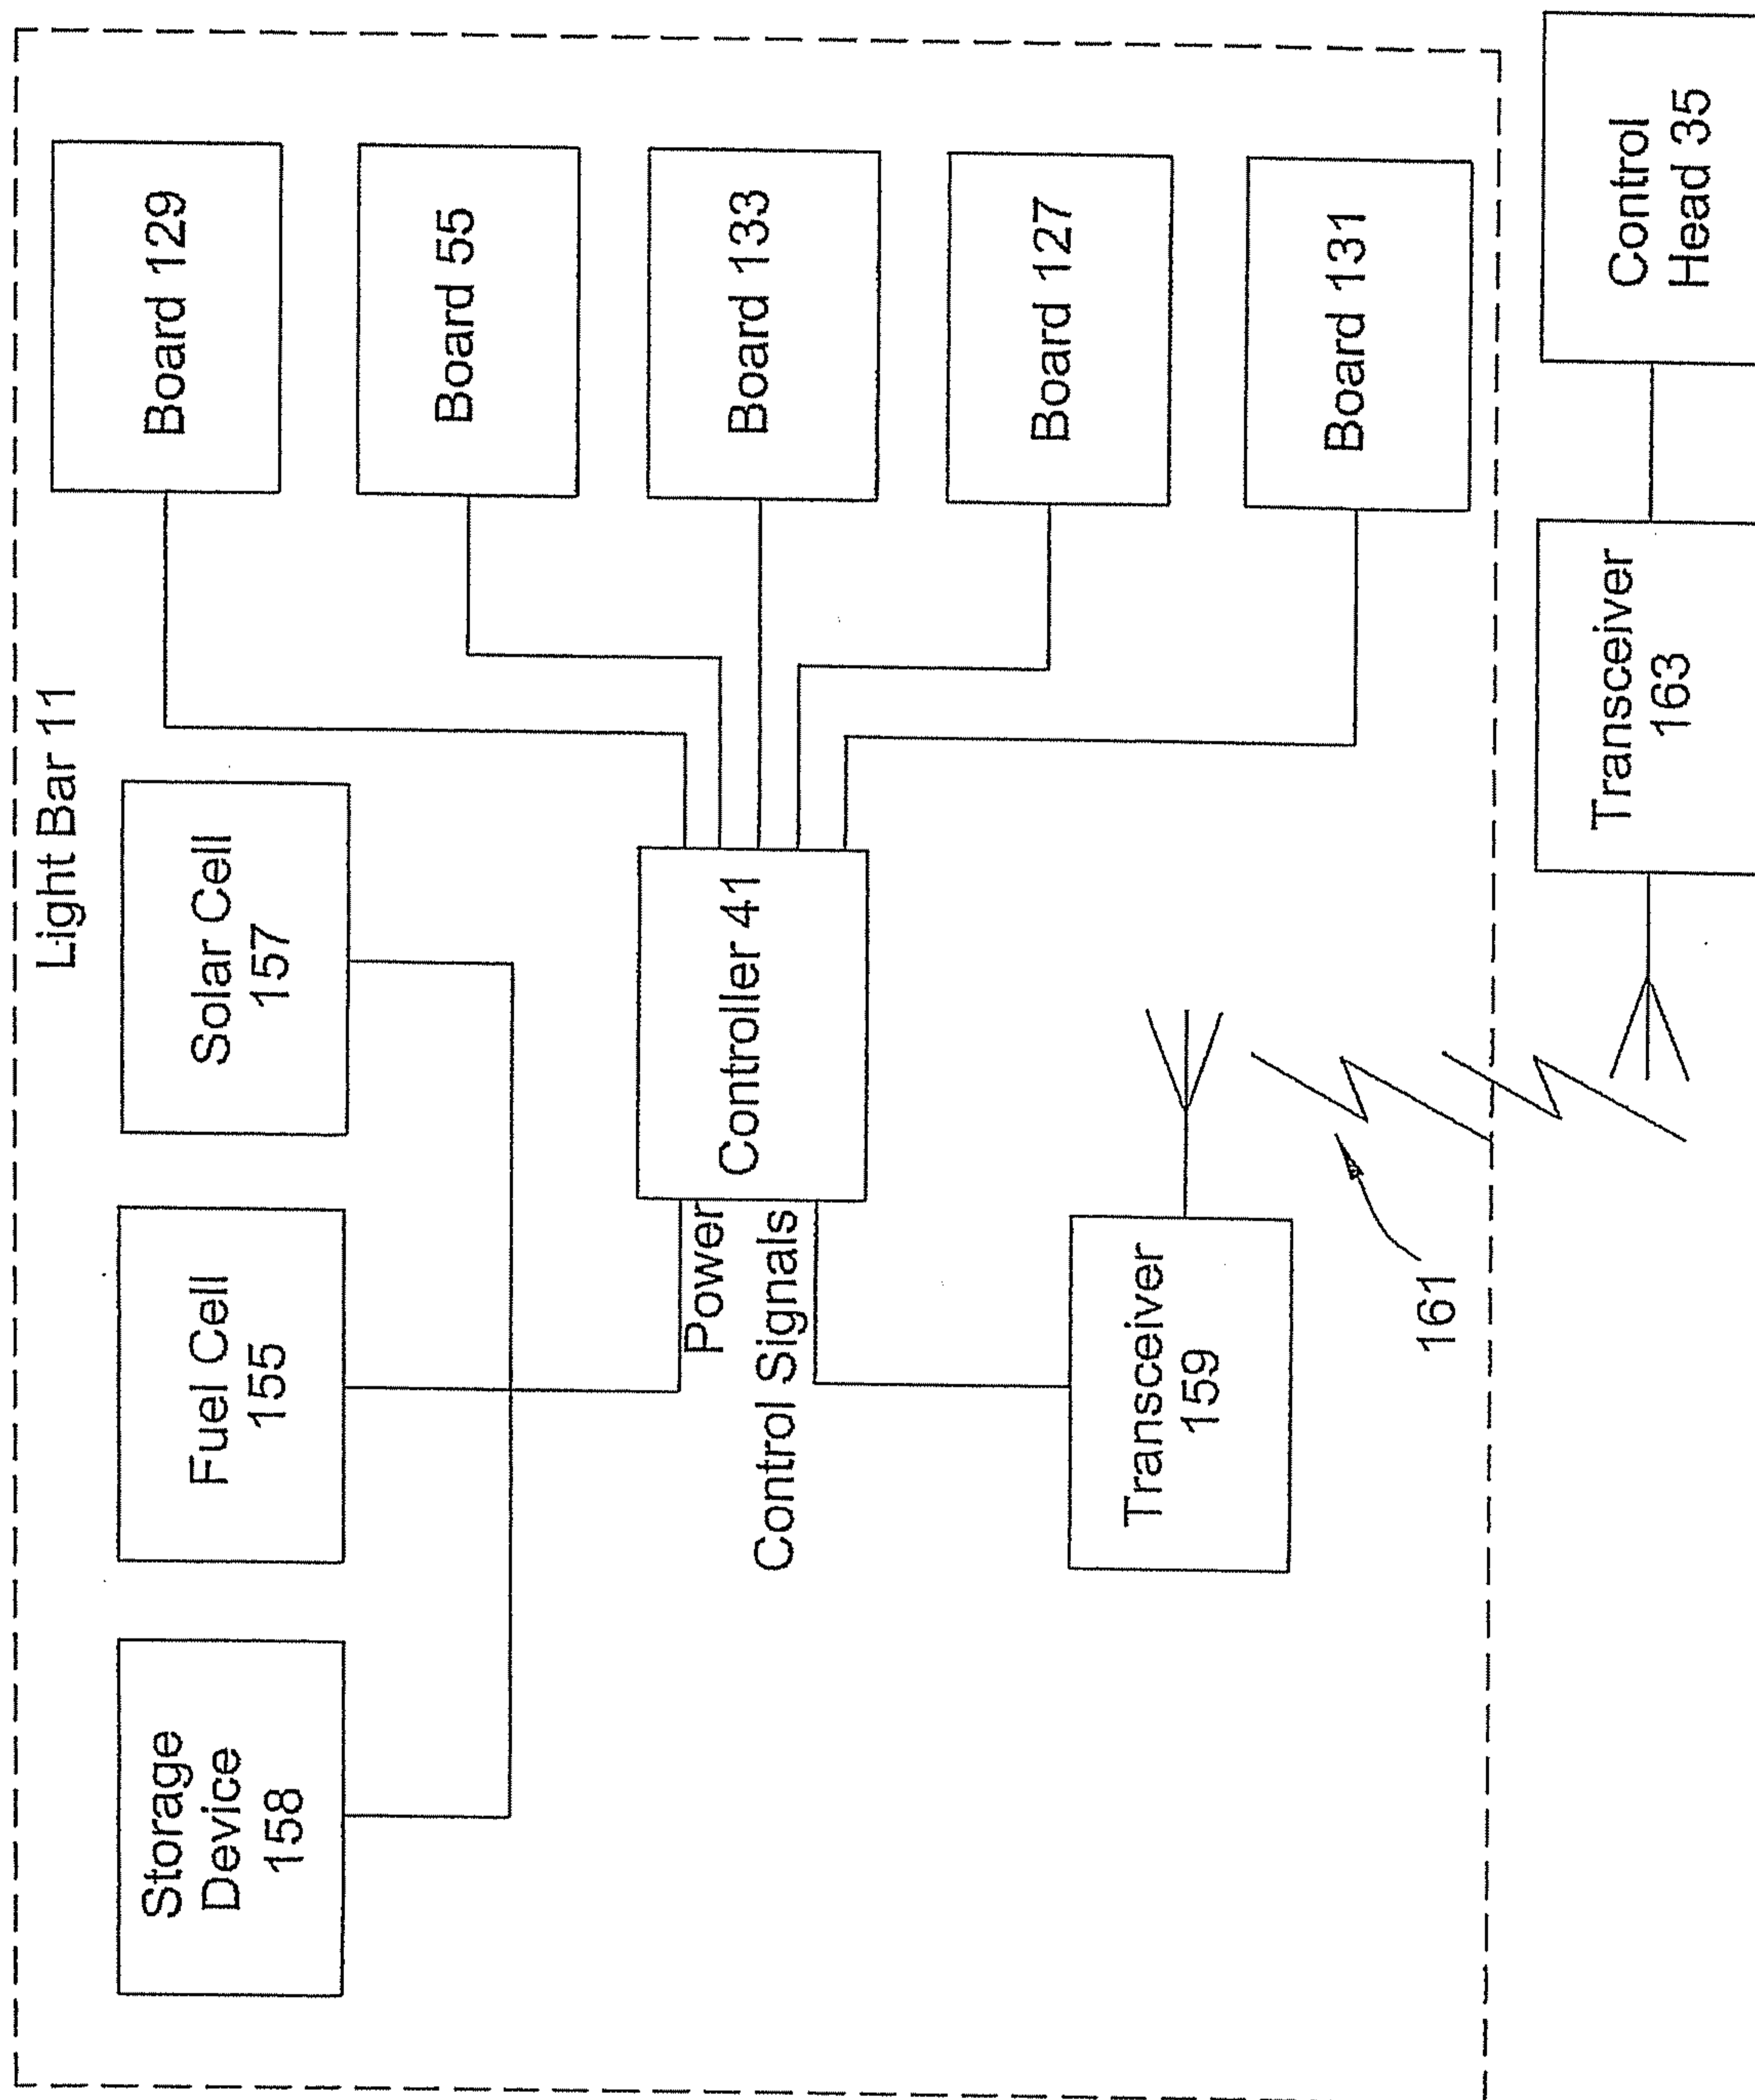 Light Bar 11
Storage
Device
158
Fuel Cell
155
Solar Cell
157
Board 129
Board 55
Board 133
Board 127
Board 131
Controller 41
Power
Control Signals
Transceiver
159
161
Transceiver
163
Control
Head 35